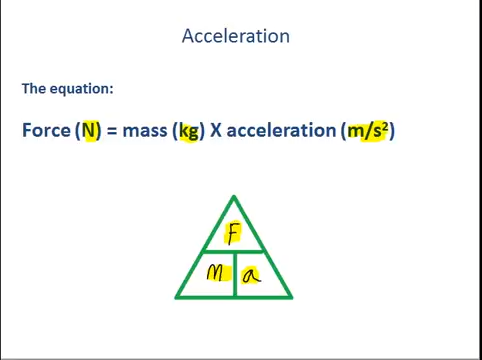 Acceleration
The equation:
Force (N) = mass (kg) X acceleration (m/s²)
F
m a